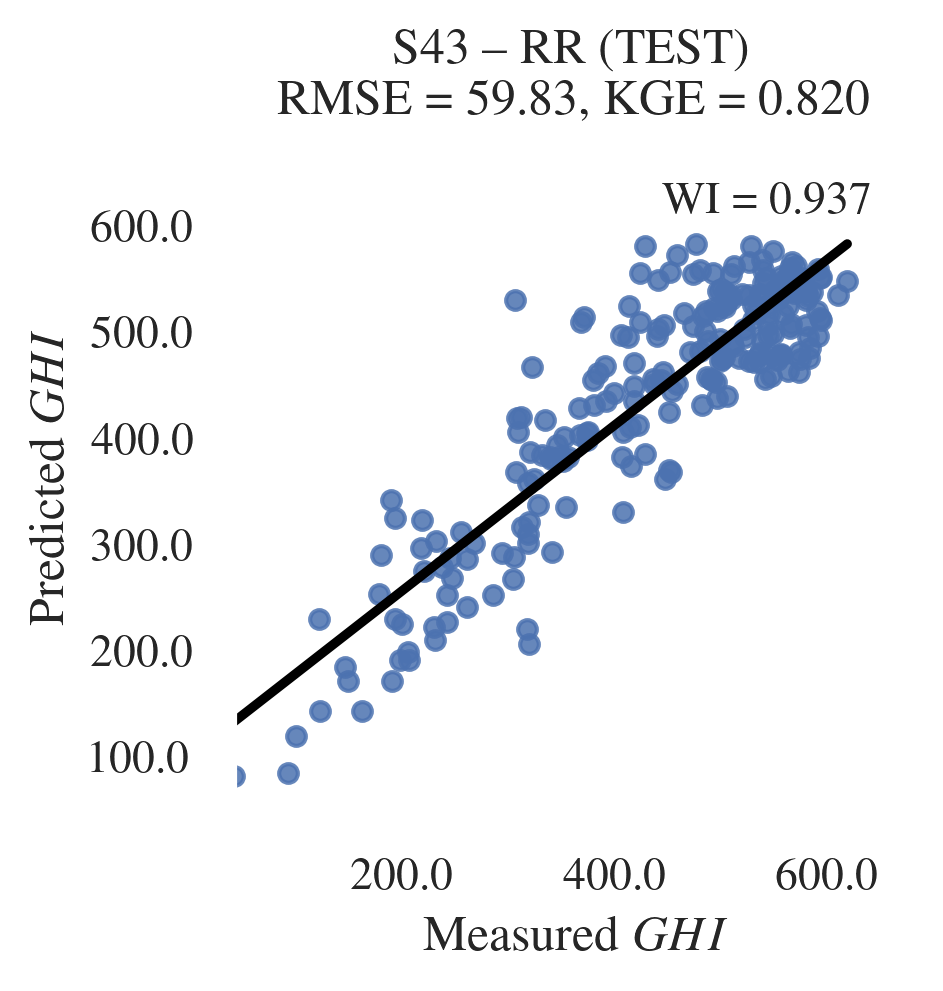 S43 – RR (TEST)
RMSE = 59.83, KGE = 0.820
WI = 0.937
600.0
500.0
400.0
300.0
200.0
100.0
Predicted GHI
200.0 400.0 600.0
Measured GHI